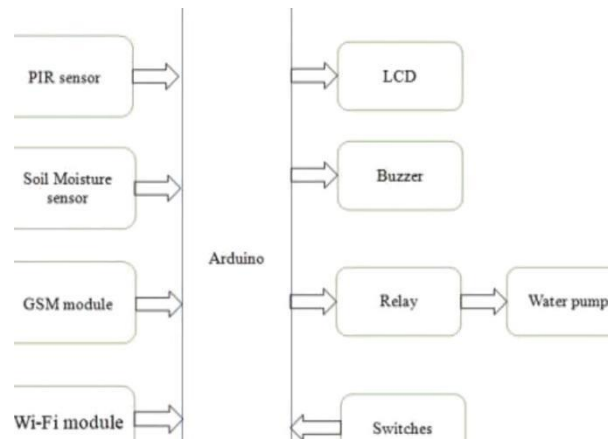 PIR sensor
LCD
Soil Moisture
sensor
Buzzer
Arduino
GSM module
Relay
Water pump
Wi-Fi module
Switches